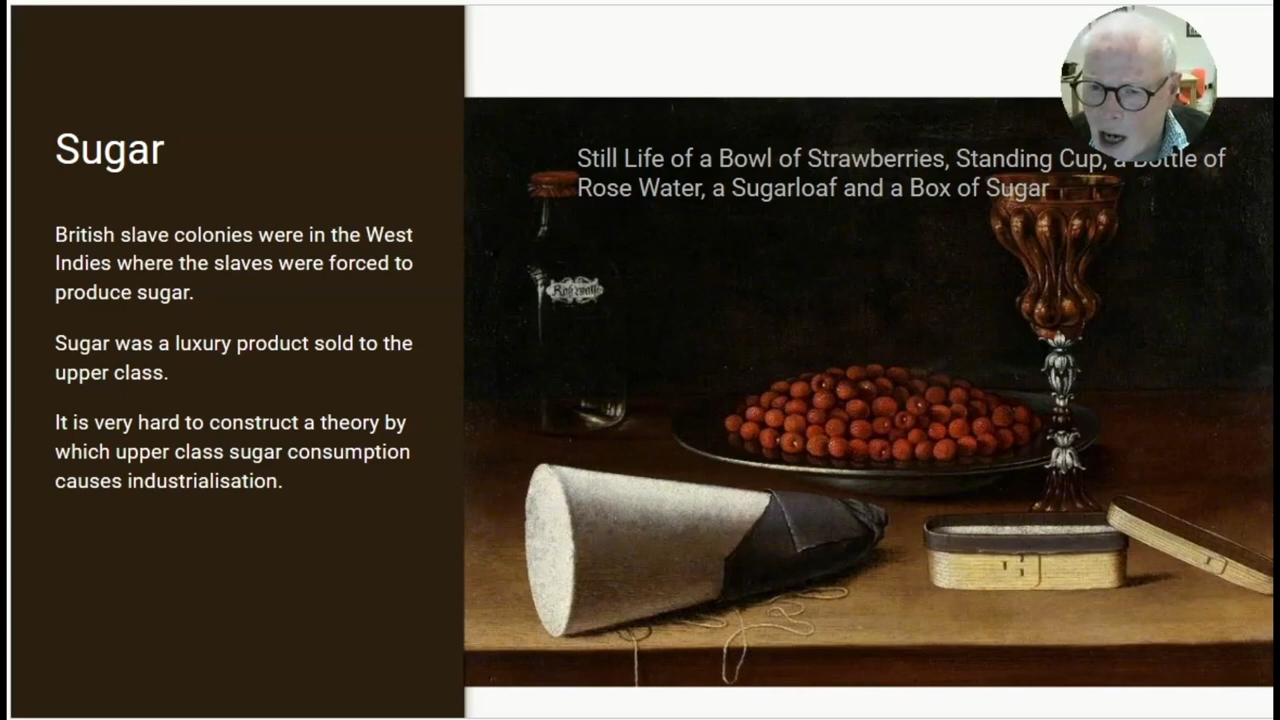 Sugar
British slave colonies were in the West
Indies where the slaves were forced to
produce sugar.
Sugar was a luxury product sold to the
upper class.
It is very hard to construct a theory by
which upper class sugar consumption
causes industrialisation.
Still Life of a Bowl of Strawberries, Standing Cup, a Bottle of
Rose Water, a Sugarloaf and a Box of Sugar